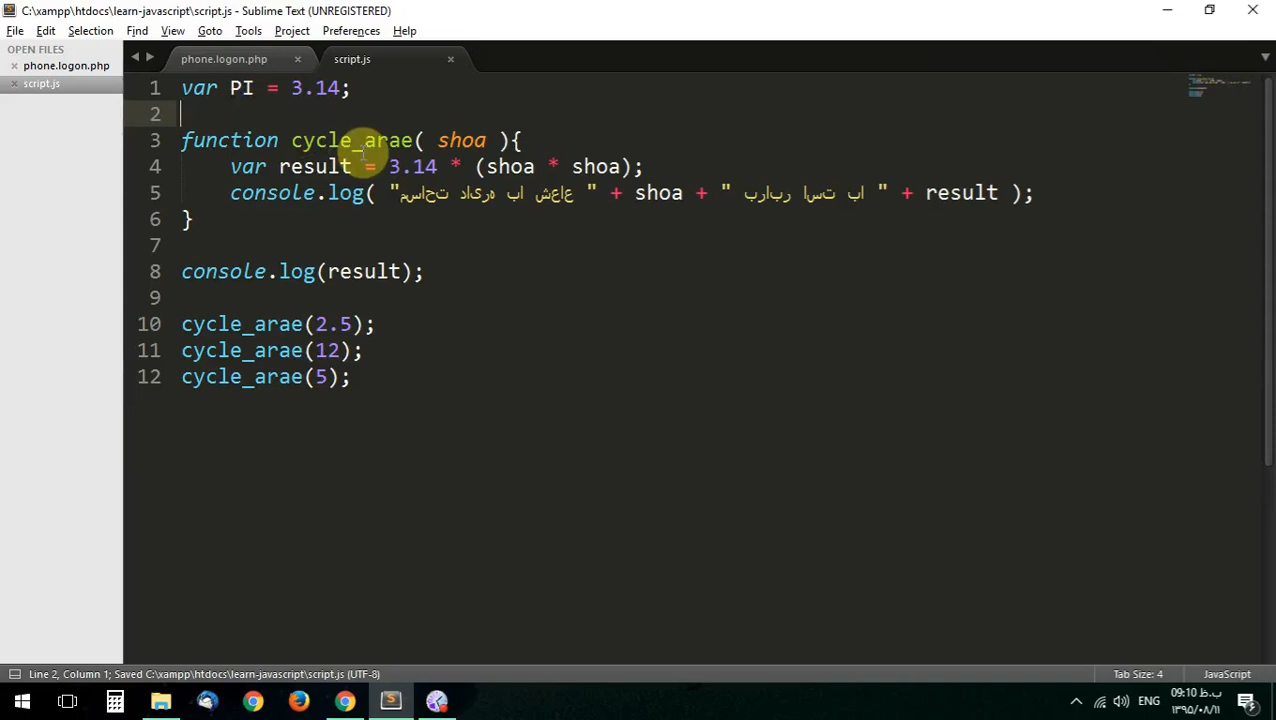 C:\xampp\htdocs\learn-javascript\script.js - Sublime Text (UNREGISTERED)
File Edit Selection Find View Goto Tools Project Preferences Help
OPEN FILES
phone.logon.php
script.js
phone.logon.php script.js
1 var PI = 3.14;
2
3 function cycle_arae( shoa ){
4 var result = 3.14 * (shoa * shoa);
5 console.log( "مساحت دایره با شعاع " + shoa + " برابر است با " + result );
6 }
7
8 console.log(result);
9
10 cycle_arae(2.5);
11 cycle_arae(12);
12 cycle_arae(5);
Line 2, Column 1; Saved C:\xampp\htdocs\learn-javascript\script.js (UTF-8) Tab Size: 4 JavaScript
ENG 09:10 ب.ظ
۱۳۹۵/۰۸/۱۱